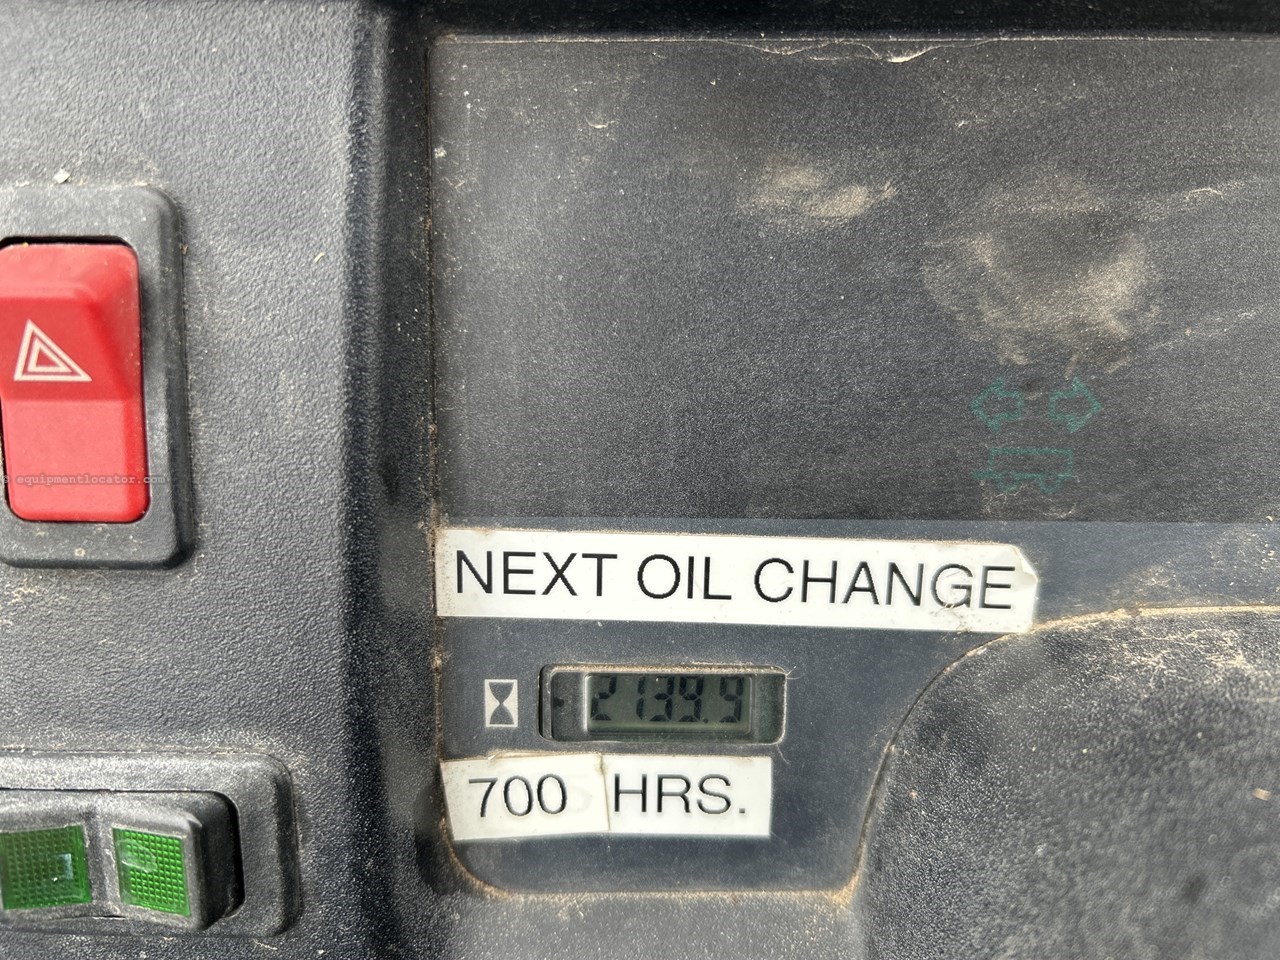 equipmentlocator.com
NEXT OIL CHANGE
2139.9
700 HRS.